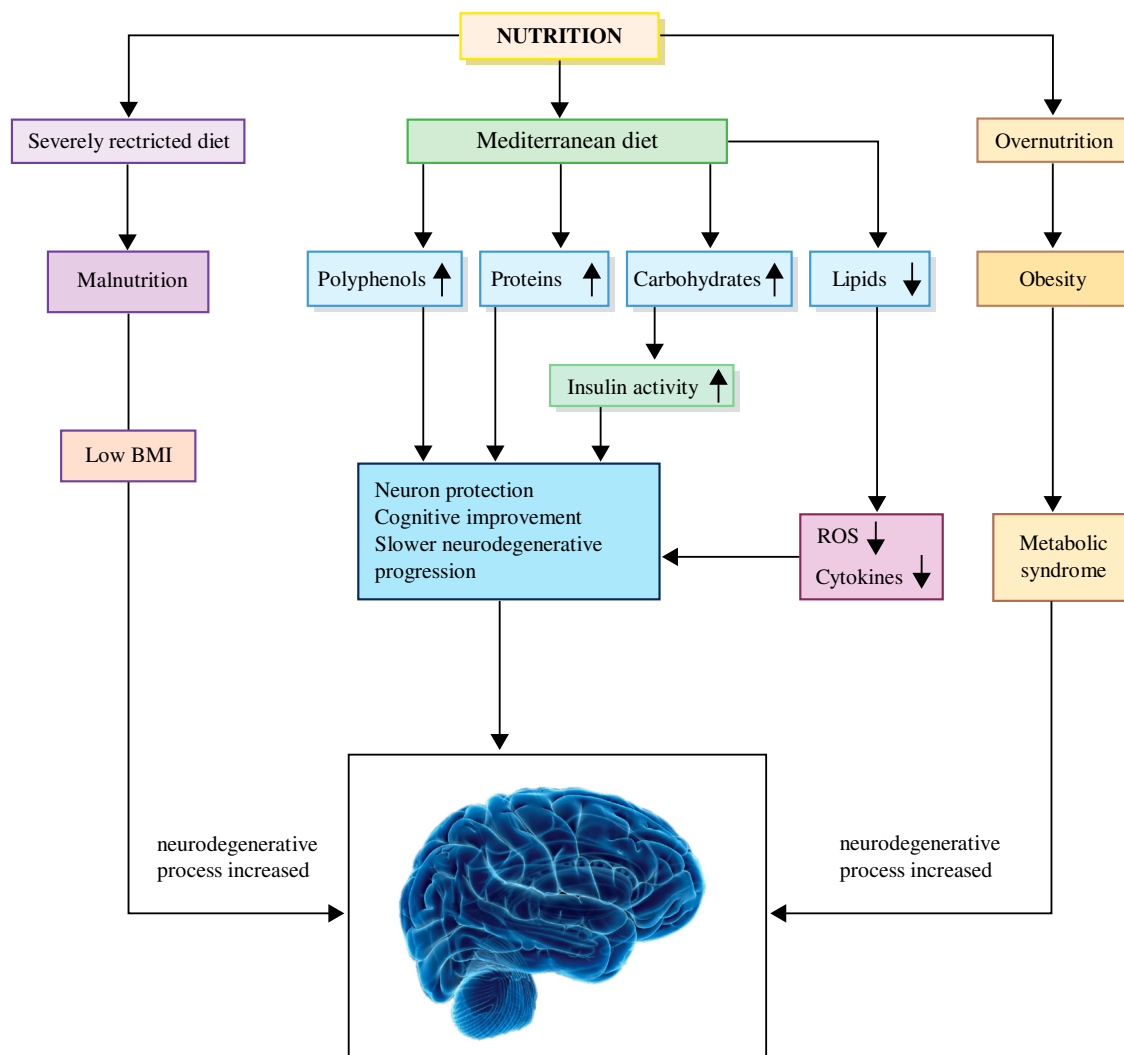 NUTRITION
Severely rectricted diet
Mediterranean diet
Overnutrition
Malnutrition
Polyphenols
Proteins
Carbohydrates
Lipids
Obesity
Insulin activity
Low BMI
Neuron protection
Cognitive improvement
Slower neurodegenerative
progression
ROS
Cytokines
Metabolic
syndrome
neurodegenerative
process increased
neurodegenerative
process increased